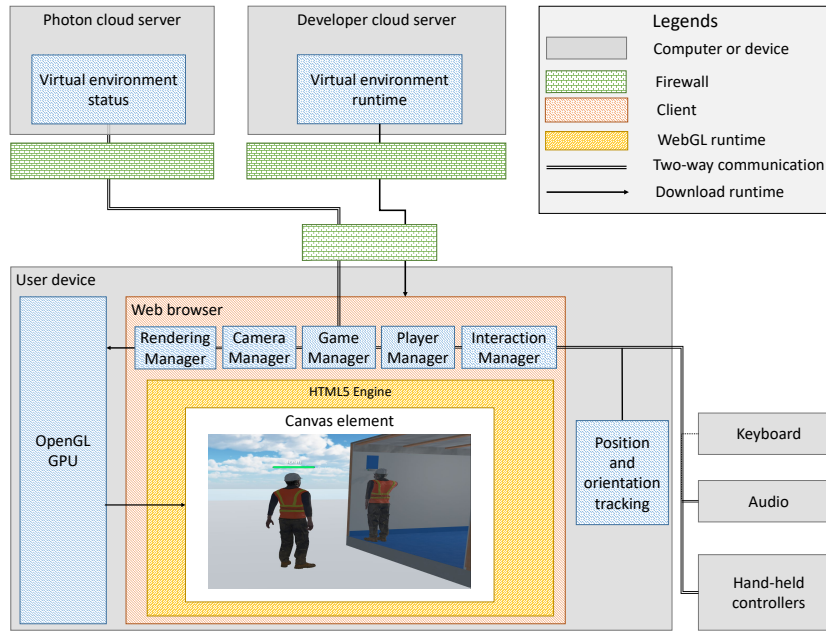 Photon cloud server
Virtual environment
status
Developer cloud server
Virtual environment
runtime
Legends
Computer or device
Firewall
Client
WebGL runtime
Two-way communication
Download runtime
User device
Web browser
Rendering
Manager
Camera
Manager
Game
Manager
Player
Manager
Interaction
Manager
HTML5 Engine
Canvas element
OpenGL
GPU
Position
and
orientation
tracking
Keyboard
Audio
Hand-held
controllers